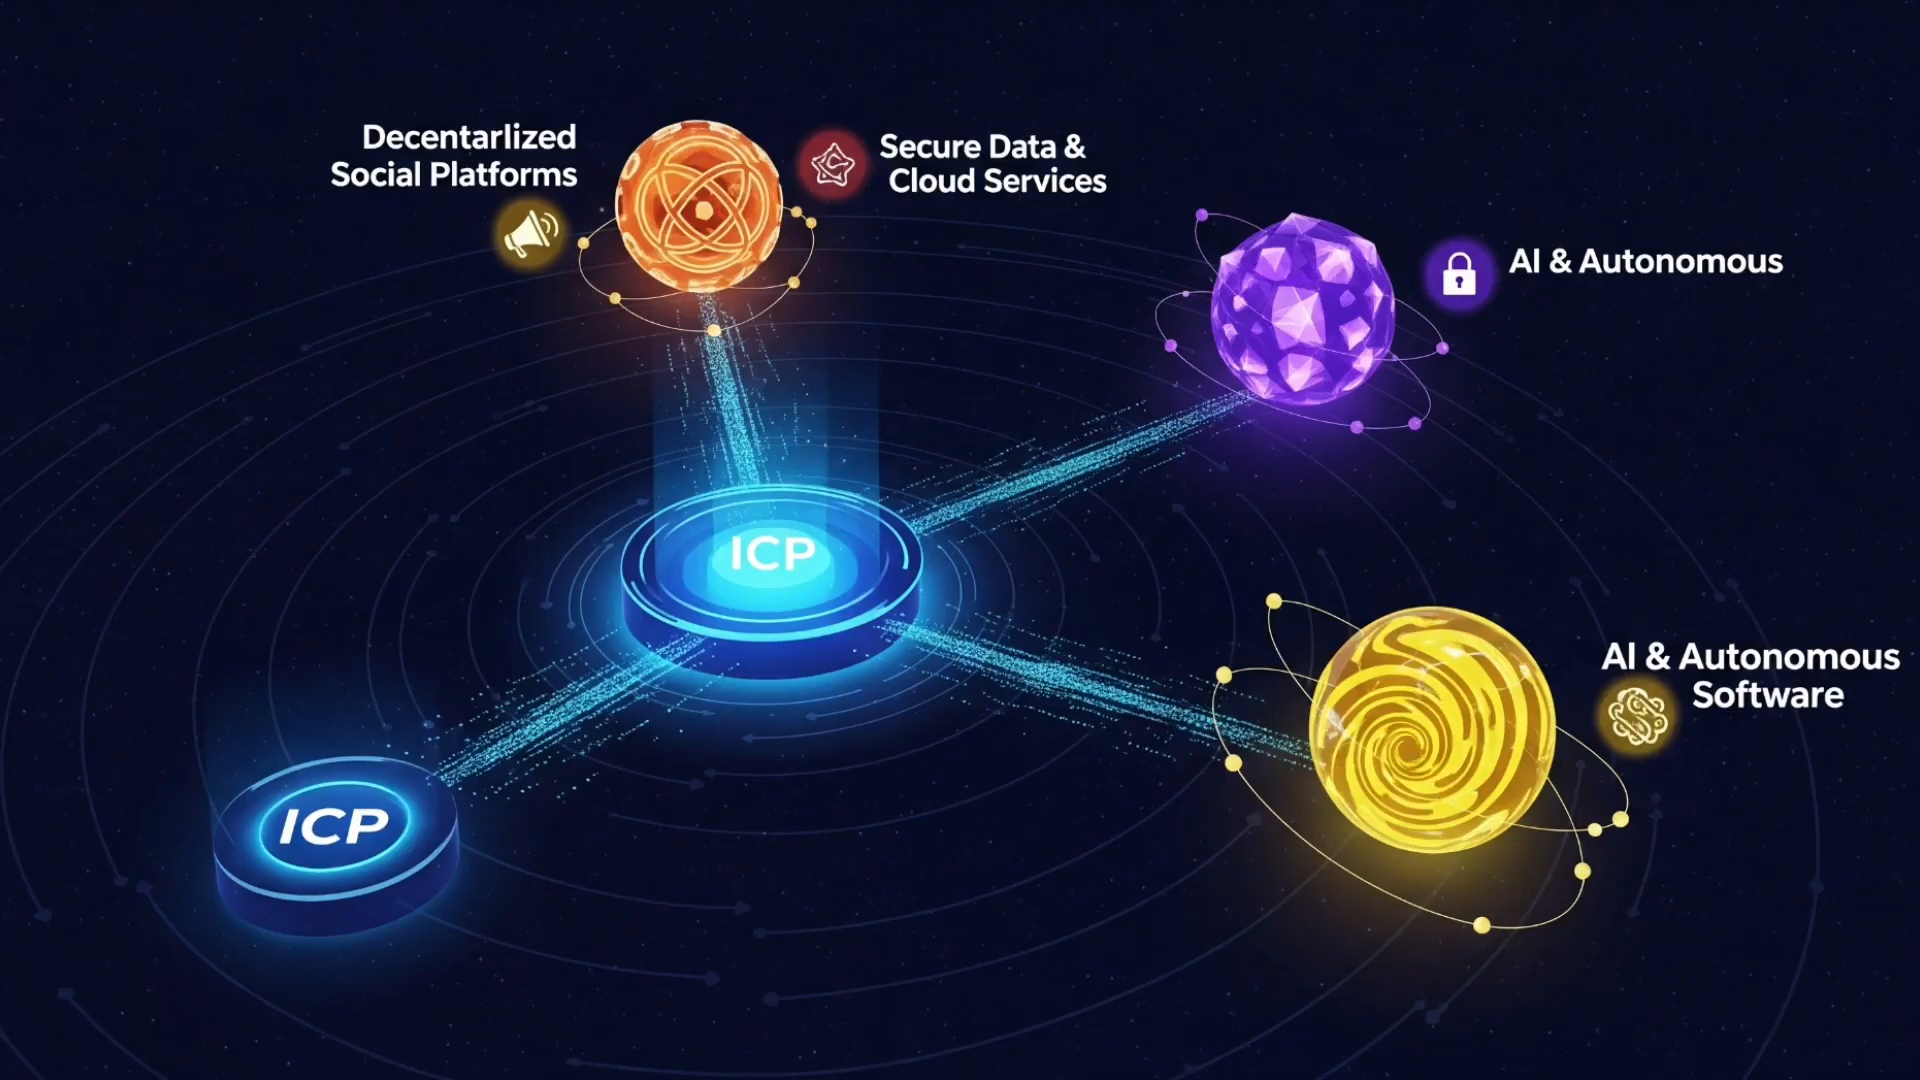 Decentarlized
Social Platforms
Secure Data &
Cloud Services
AI & Autonomous
ICP
AI & Autonomous
Software
ICP